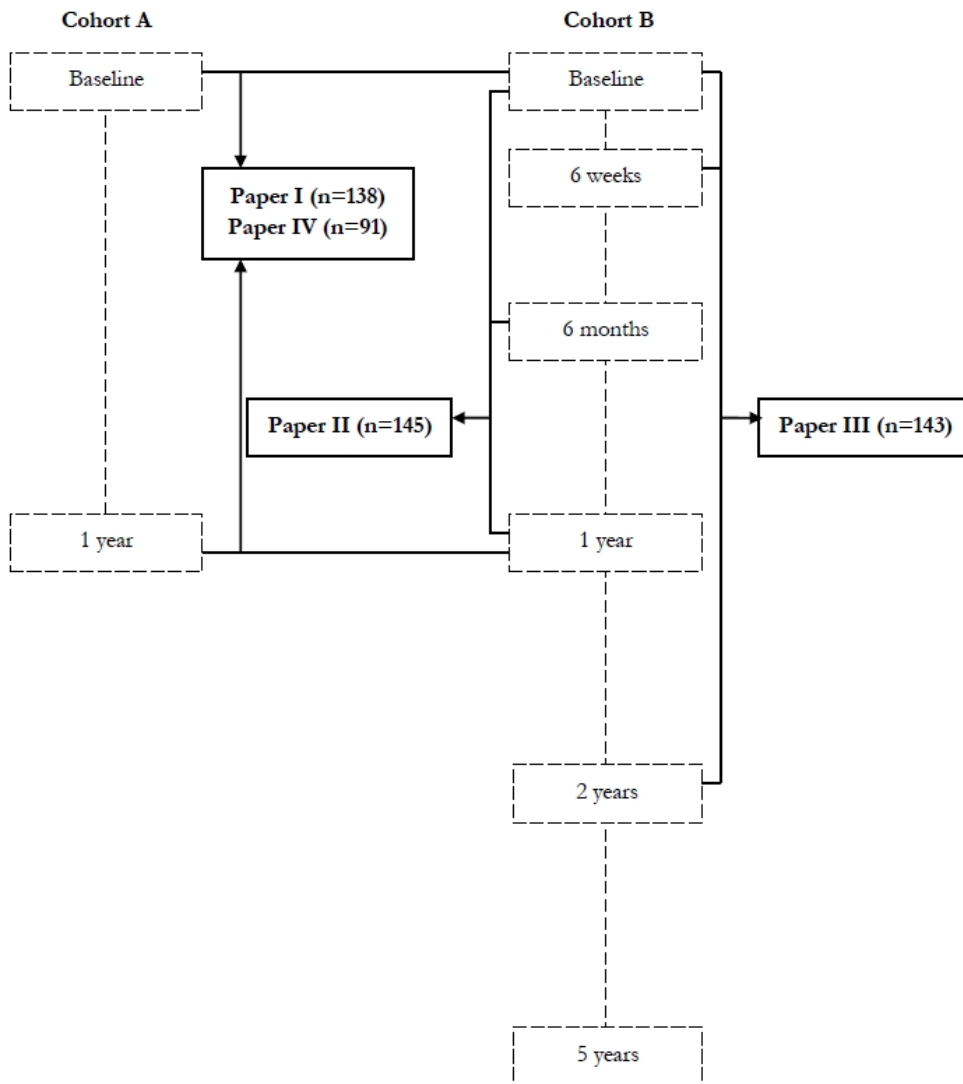 Cohort A
Cohort B
Baseline
Baseline
6 weeks
Paper I (n=138)
Paper IV (n=91)
6 months
Paper II (n=145)
Paper III (n=143)
1 year
1 year
2 years
5 years